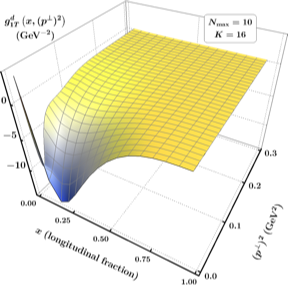 g^d_{1T} (x, (p^⊥)^2)
(GeV^{−2})
N_max = 10
K = 16
0
−5
−10
0.00
0.25
0.50
0.75
1.00
x (longitudinal fraction)
0.0
0.1
0.2
0.3
(p^⊥)^2 (GeV^2)